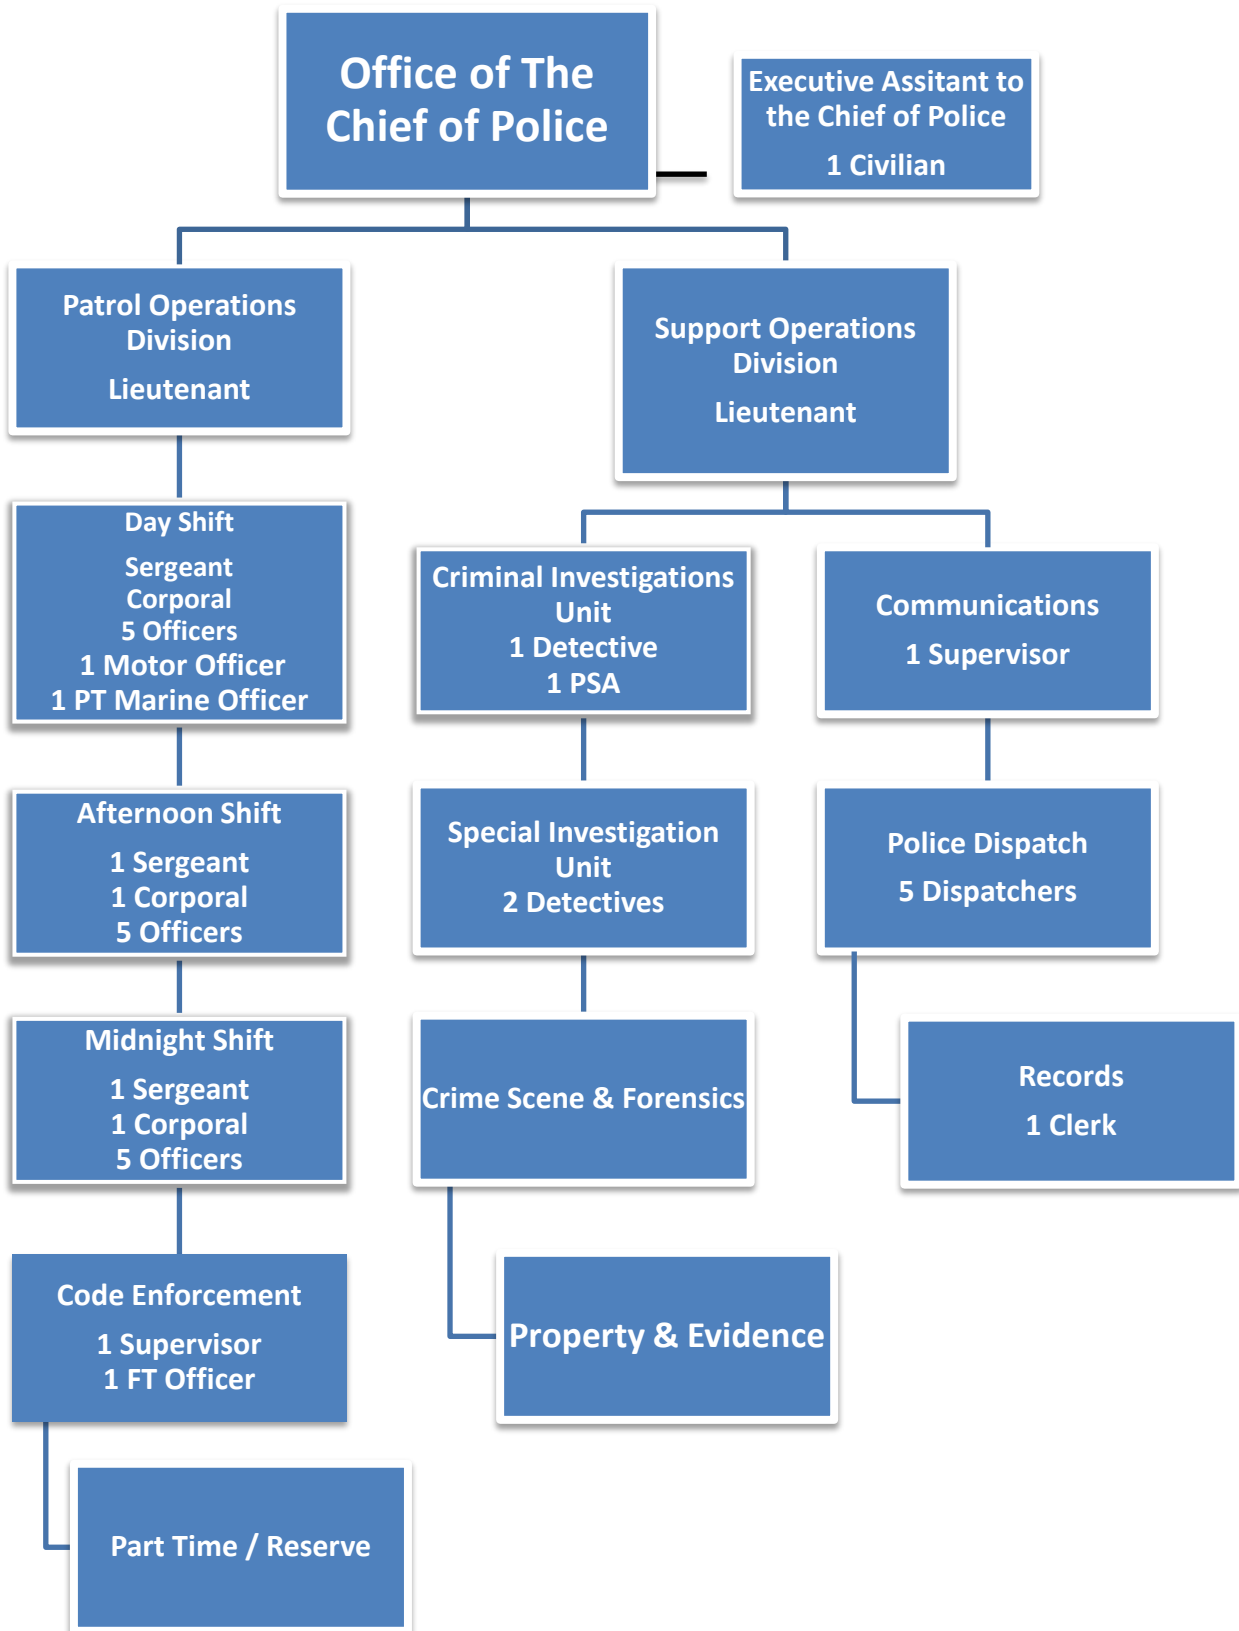 Office of The
Chief of Police
Executive Assitant to
the Chief of Police
1 Civilian
Patrol Operations
Division
Lieutenant
Support Operations
Division
Lieutenant
Day Shift
Sergeant
Corporal
5 Officers
1 Motor Officer
1 PT Marine Officer
Criminal Investigations
Unit
1 Detective
1 PSA
Communications
1 Supervisor
Afternoon Shift
1 Sergeant
1 Corporal
5 Officers
Special Investigation
Unit
2 Detectives
Police Dispatch
5 Dispatchers
Midnight Shift
1 Sergeant
1 Corporal
5 Officers
Crime Scene & Forensics
Records
1 Clerk
Code Enforcement
1 Supervisor
1 FT Officer
Property & Evidence
Part Time / Reserve